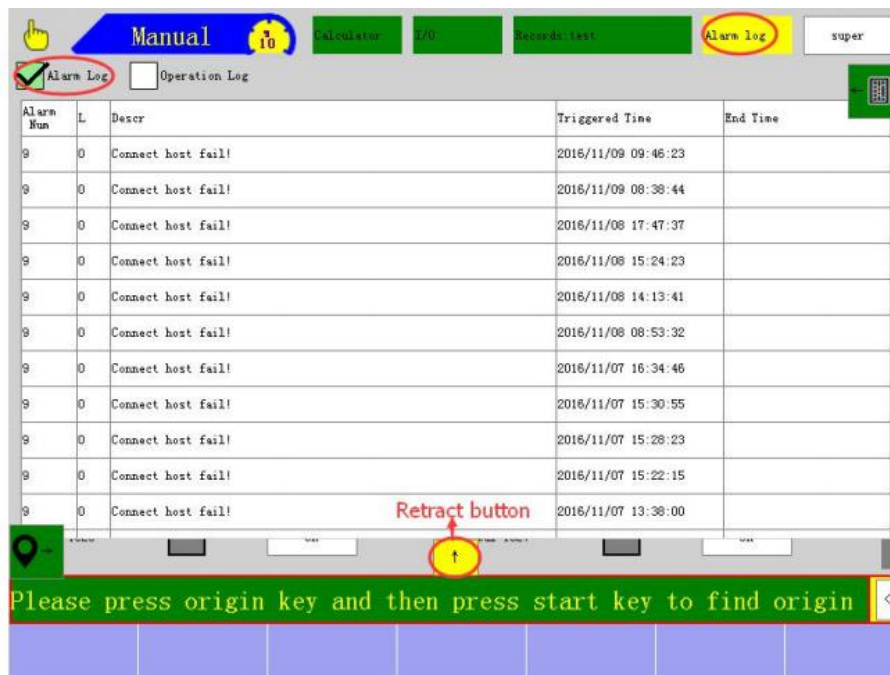 Manual
10
Calculator
I/O
Records:test
Alarm log
super
Alarm Log
Operation Log
Alarm Num L Descr Triggered Time End Time
9 0 Connect host fail! 2016/11/09 09:46:23
9 0 Connect host fail! 2016/11/09 08:38:44
9 0 Connect host fail! 2016/11/08 17:47:37
9 0 Connect host fail! 2016/11/08 15:24:23
9 0 Connect host fail! 2016/11/08 14:13:41
9 0 Connect host fail! 2016/11/08 08:53:32
9 0 Connect host fail! 2016/11/07 16:34:46
9 0 Connect host fail! 2016/11/07 15:30:55
9 0 Connect host fail! 2016/11/07 15:28:23
9 0 Connect host fail! 2016/11/07 15:22:15
9 0 Connect host fail! 2016/11/07 13:38:00
Retract button
Please press origin key and then press start key to find origin